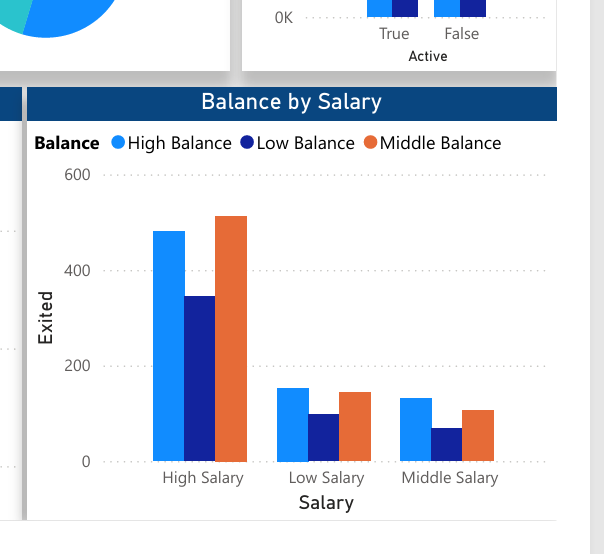 0K
True False
Active
Balance by Salary
Balance High Balance Low Balance Middle Balance
600
400
200
0
Exited
High Salary Low Salary Middle Salary
Salary